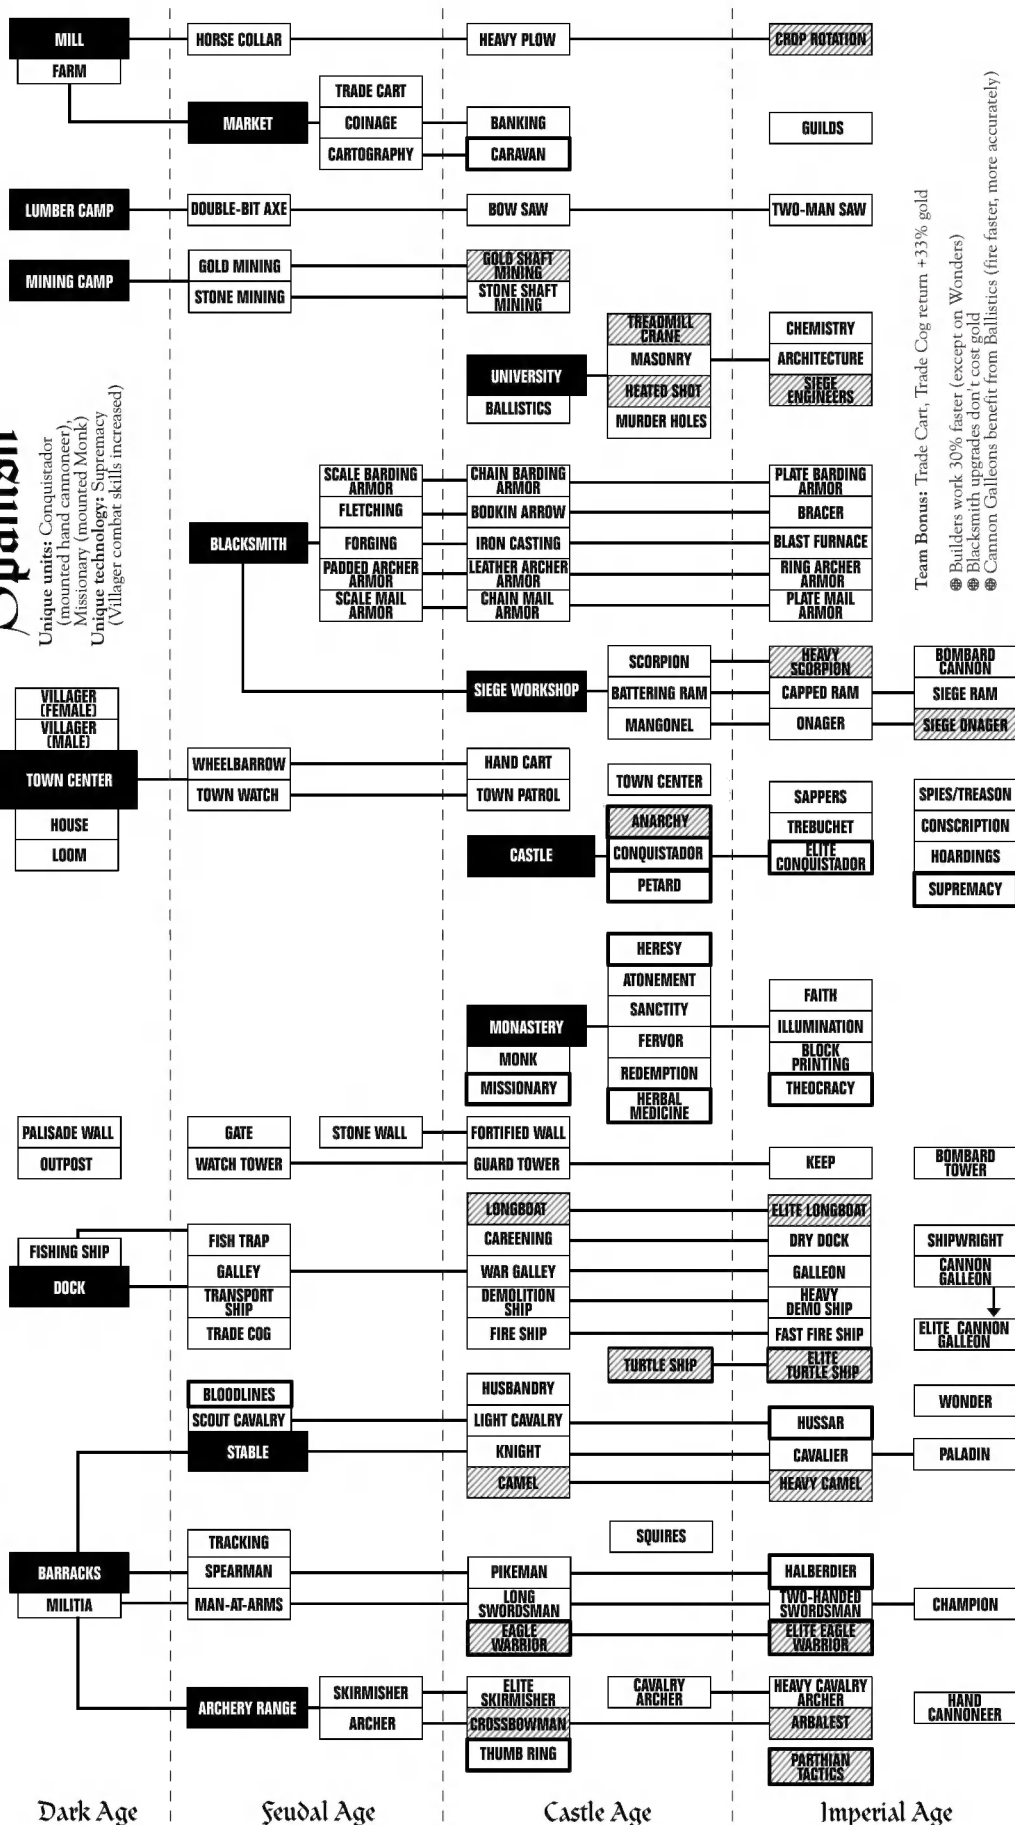 MILL
HORSE COLLAR
HEAVY PLOW
CROP ROTATION
FARM
TRADE CART
MARKET
COINAGE
BANKING
GUILDS
CARTOGRAPHY
CARAVAN
LUMBER CAMP
DOUBLE-BIT AXE
BOW SAW
TWO-MAN SAW
MINING CAMP
GOLD MINING
GOLD SHAFT
MINING
STONE MINING
STONE SHAFT
MINING
TREADMILL
CRANE
CHEMISTRY
UNIVERSITY
MASONRY
ARCHITECTURE
BALLISTICS
HEATED SHOT
SIEGE
ENGINEERS
MURDER HOLES
Team Bonus: Trade Cart, Trade Cog return +33% gold
Builders work 30% faster (except on Wonders)
Blacksmith upgrades don't cost gold
Cannon Galleons benefit from Ballistics (fire faster, more accurately)
Spanish
Unique units: Conquistador
(mounted hand cannoneer),
Missionary (mounted Monk)
Unique technology: Supremacy
(Villager combat skills increased)
BLACKSMITH
SCALE BARDING
ARMOR
CHAIN BARDING
ARMOR
PLATE BARDING
ARMOR
FLETCHING
BODKIN ARROW
BRACER
FORGING
IRON CASTING
BLAST FURNACE
PADDED ARCHER
ARMOR
LEATHER ARCHER
ARMOR
RING ARCHER
ARMOR
SCALE MAIL
ARMOR
CHAIN MAIL
ARMOR
PLATE MAIL
ARMOR
SIEGE WORKSHOP
SCORPION
HEAVY
SCORPION
BOMBARD
CANNON
BATTERING RAM
CAPPED RAM
SIEGE RAM
MANGONEL
ONAGER
SIEGE ONAGER
VILLAGER
(FEMALE)
VILLAGER
(MALE)
TOWN CENTER
HOUSE
LOOM
WHEELBARROW
HAND CART
TOWN WATCH
TOWN PATROL
TOWN CENTER
CASTLE
ANARCHY
CONQUISTADOR
PETARD
SAPPERS
TREBUCHET
ELITE
CONQUISTADOR
SPIES/TREASON
CONSCRIPTION
HOARDINGS
SUPREMACY
MONASTERY
MONK
MISSIONARY
HERESY
ATONEMENT
SANCTITY
FERVOR
REDEMPTION
HERBAL
MEDICINE
FAITH
ILLUMINATION
BLOCK
PRINTING
THEOCRACY
PALISADE WALL
GATE
STONE WALL
FORTIFIED WALL
OUTPOST
WATCH TOWER
GUARD TOWER
KEEP
BOMBARD
TOWER
LONGBOAT
ELITE LONGBOAT
FISHING SHIP
DOCK
FISH TRAP
CAREENING
DRY DOCK
SHIPWRIGHT
GALLEY
WAR GALLEY
GALLEON
CANNON
GALLEON
TRANSPORT
SHIP
DEMOLITION
SHIP
HEAVY
DEMO SHIP
TRADE COG
FIRE SHIP
FAST FIRE SHIP
ELITE CANNON
GALLEON
TURTLE SHIP
ELITE
TURTLE SHIP
BLOODLINES
HUSBANDRY
WONDER
SCOUT CAVALRY
LIGHT CAVALRY
HUSSAR
STABLE
KNIGHT
CAVALIER
PALADIN
CAMEL
HEAVY CAMEL
TRACKING
SQUIRES
BARRACKS
SPEARMAN
PIKEMAN
HALBERDIER
MILITIA
MAN-AT-ARMS
LONG
SWORDSMAN
TWO-HANDED
SWORDSMAN
CHAMPION
EAGLE
WARRIOR
ELITE EAGLE
WARRIOR
ARCHERY RANGE
SKIRMISHER
ELITE
SKIRMISHER
CAVALRY
ARCHER
HEAVY CAVALRY
ARCHER
HAND
CANNONEER
ARCHER
CROSSBOWMAN
ARBALEST
THUMB RING
PARTHIAN
TACTICS
Dark Age
Feudal Age
Castle Age
Imperial Age